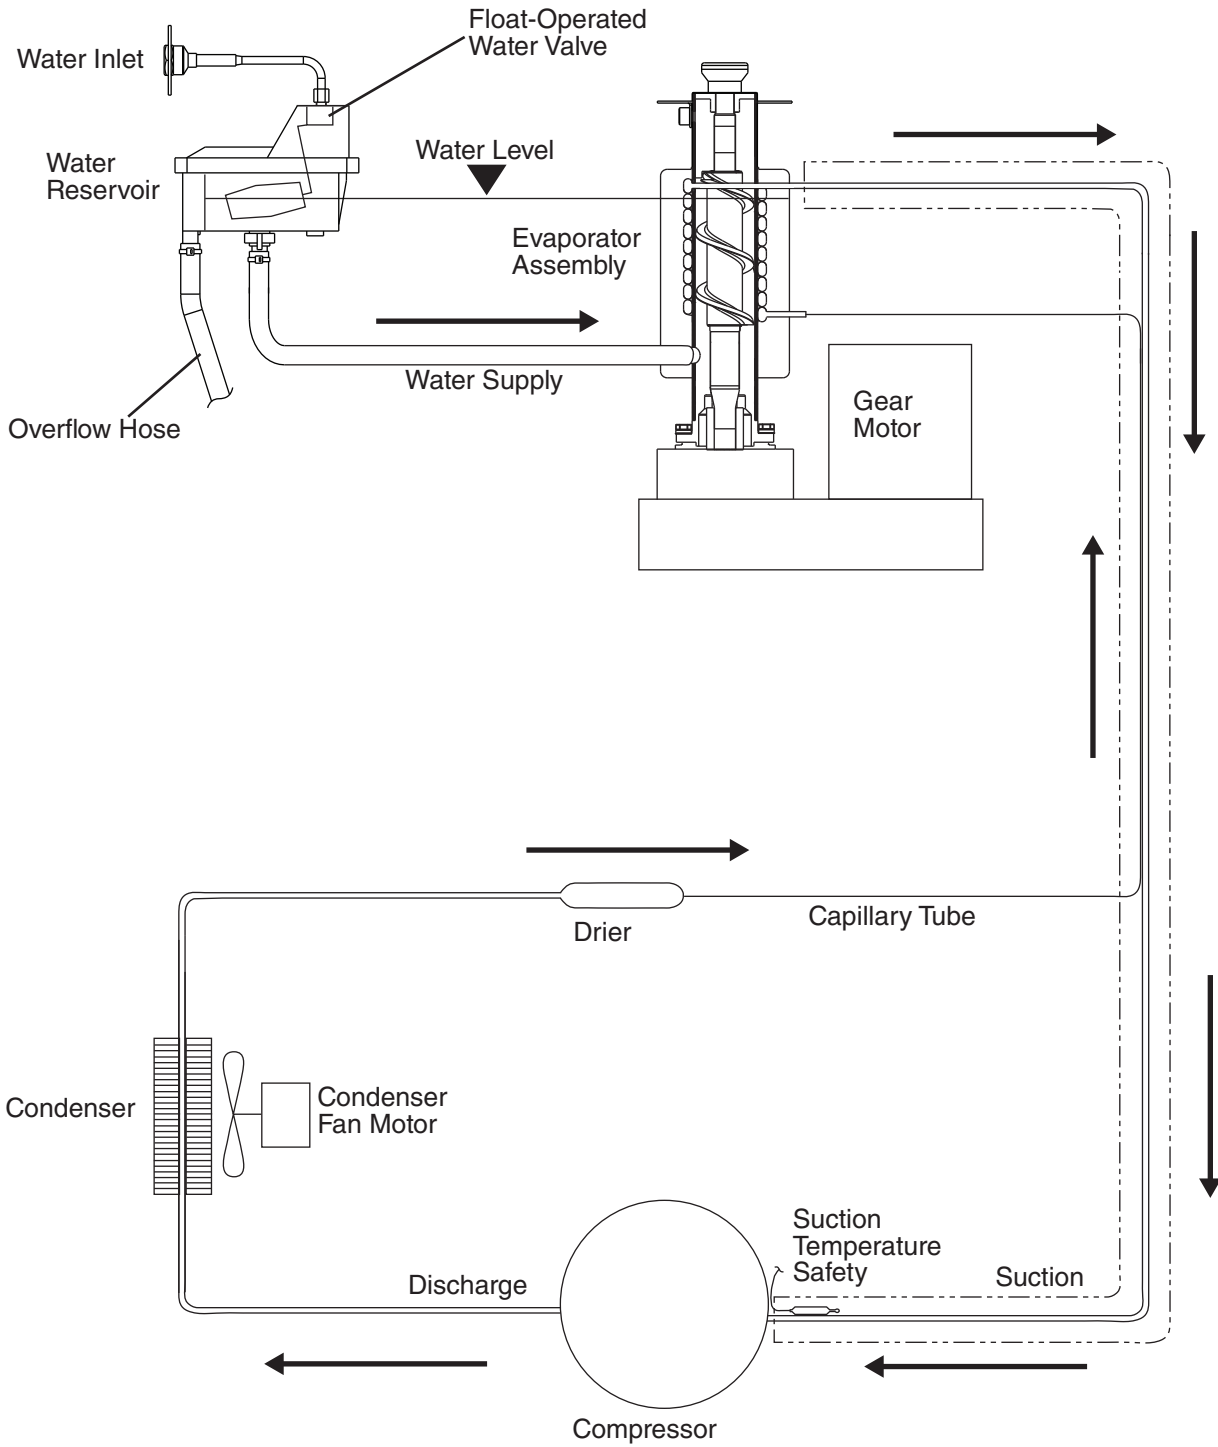 Float-Operated
Water Valve
Water Inlet
Water Level
Water
Reservoir
Evaporator
Assembly
Water Supply
Overflow Hose
Gear
Motor
Drier
Capillary Tube
Condenser
Condenser
Fan Motor
Suction
Temperature
Safety
Suction
Discharge
Compressor